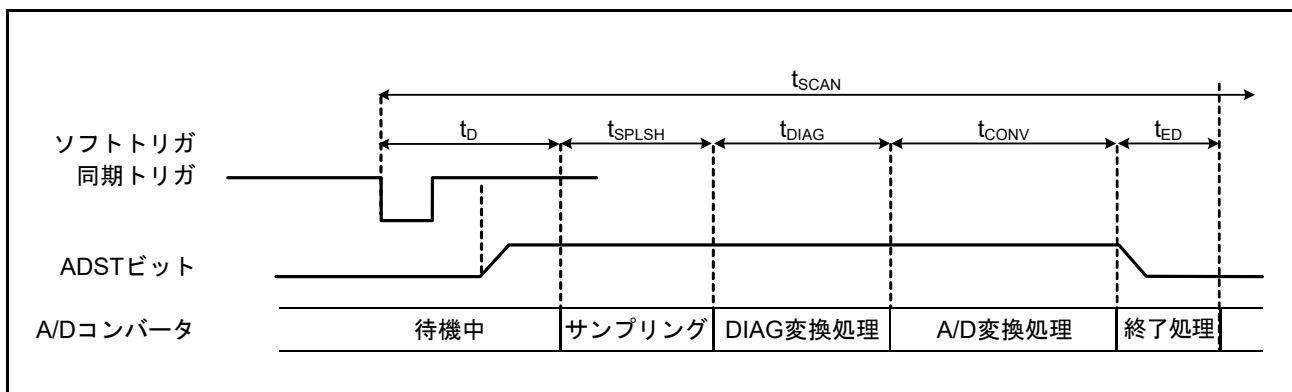 tSCAN
tD tSPLSH tDIAG tCONV tED
ソフトトリガ
同期トリガ
ADSTビット
A/Dコンバータ 待機中 サンプリング DIAG変換処理 A/D変換処理 終了処理